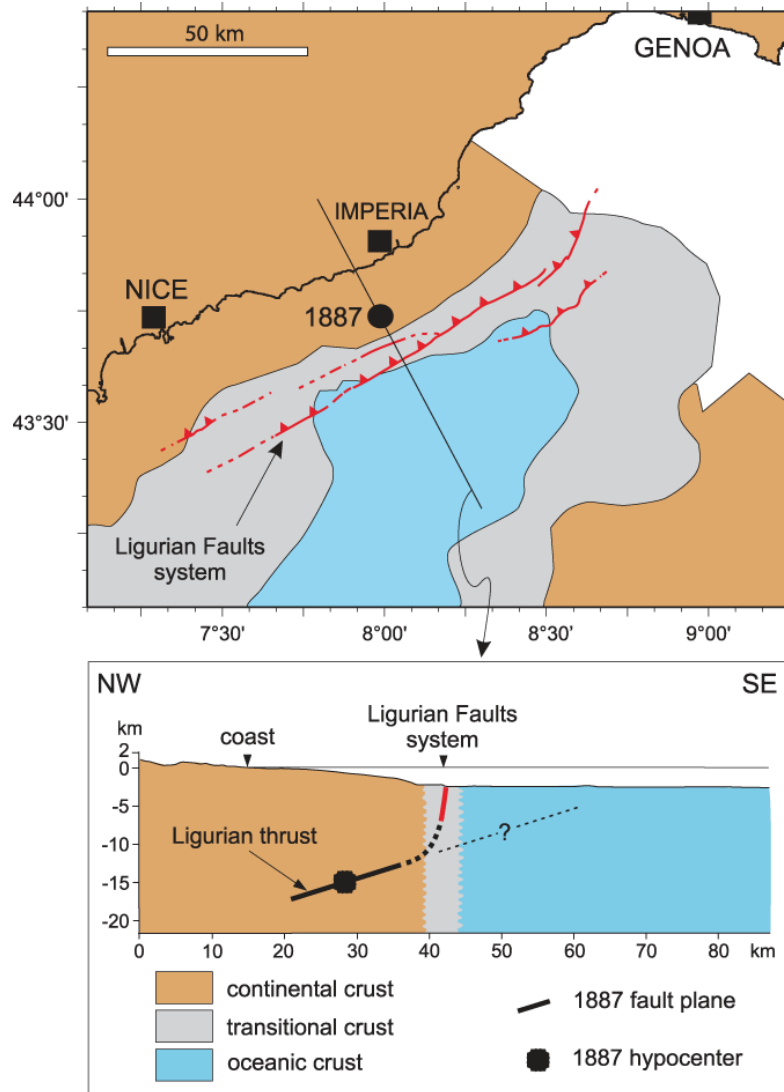 50 km
GENOA
44°00'
IMPERIA
NICE
1887
43°30'
Ligurian Faults
system
7°30'
8°00'
8°30'
9°00'
NW
SE
km
Ligurian Faults
system
coast
2
0
-5
?
-10
Ligurian thrust
-15
-20
0
10
20
30
40
50
60
70
80
km
continental crust
1887 fault plane
transitional crust
oceanic crust
1887 hypocenter